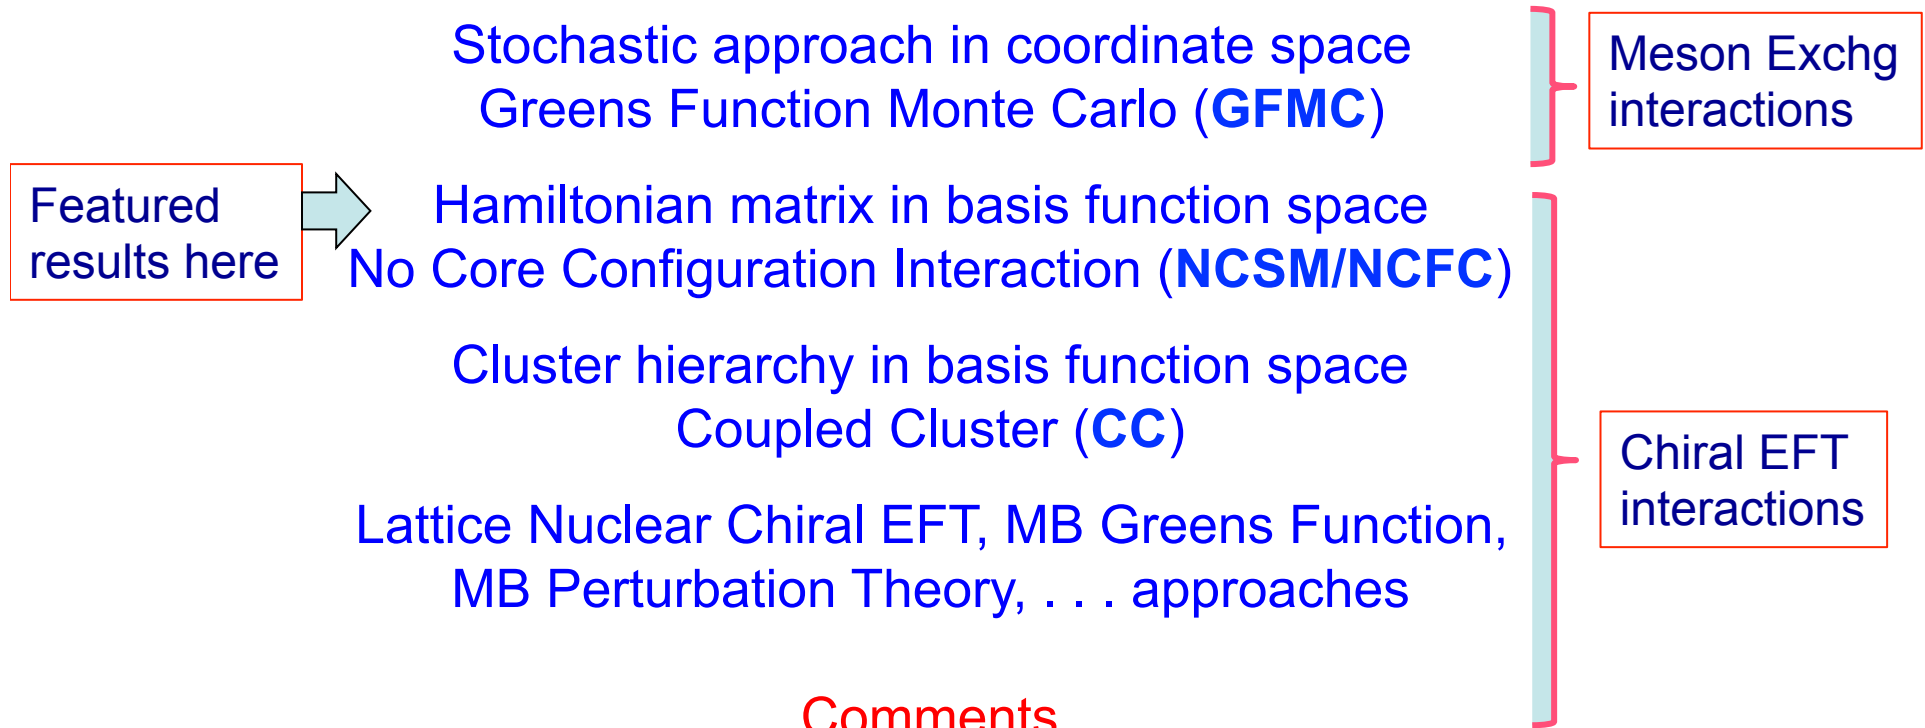 Stochastic approach in coordinate space
Greens Function Monte Carlo (GFMC)
Meson Exchg
interactions
Featured
results here
Hamiltonian matrix in basis function space
No Core Configuration Interaction (NCSM/NCFC)
Cluster hierarchy in basis function space
Coupled Cluster (CC)
Chiral EFT
interactions
Lattice Nuclear Chiral EFT, MB Greens Function,
MB Perturbation Theory, . . . approaches
Comments